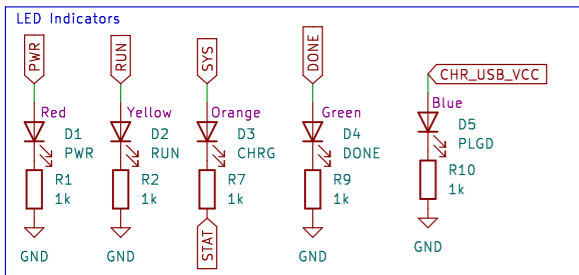 LED Indicators
PWR
RUN
SYS
DONE
CHR_USB_VCC
Red
D1
PWR
R1
1k
GND
Yellow
D2
RUN
R2
1k
GND
Orange
D3
CHRG
R7
1k
STAT
Green
D4
DONE
R9
1k
GND
Blue
D5
PLGD
R10
1k
GND